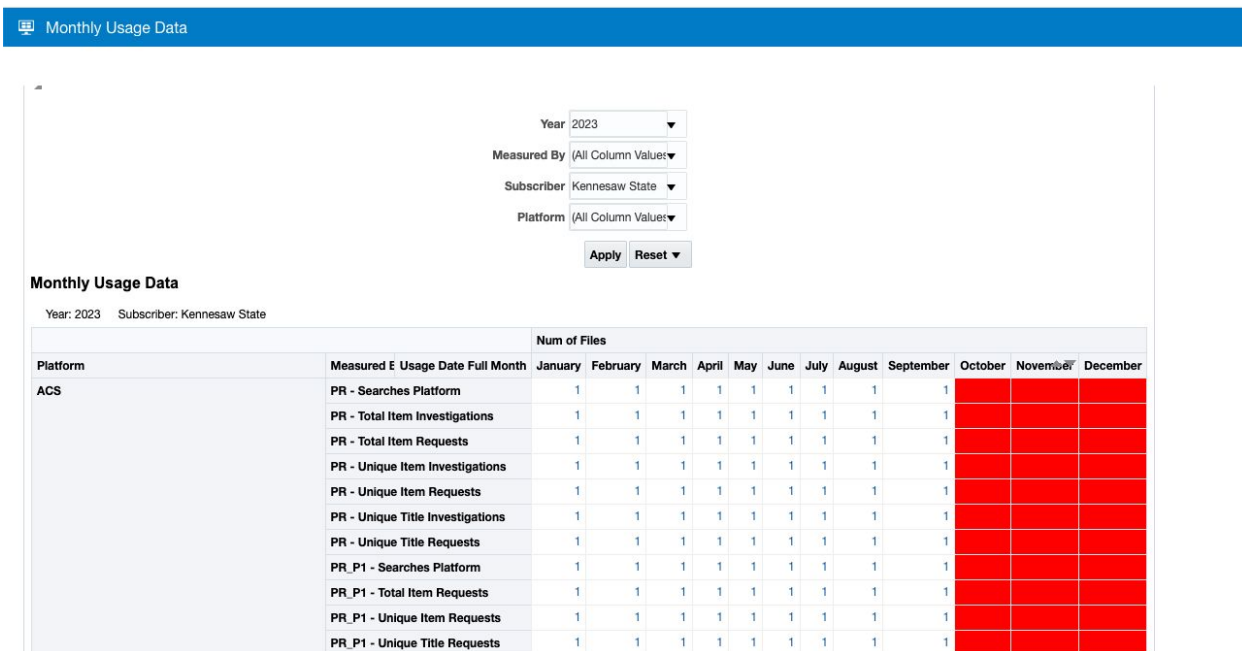 Monthly Usage Data
Year 2023
Measured By (All Column Values
Subscriber Kennesaw State
Platform (All Column Values
Apply Reset
Monthly Usage Data
Year: 2023 Subscriber: Kennesaw State
Num of Files
Platform Measured E Usage Date Full Month January February March April May June July August September October November December
ACS PR - Searches Platform 1 1 1 1 1 1 1 1 1
PR - Total Item Investigations 1 1 1 1 1 1 1 1 1
PR - Total Item Requests 1 1 1 1 1 1 1 1 1
PR - Unique Item Investigations 1 1 1 1 1 1 1 1 1
PR - Unique Item Requests 1 1 1 1 1 1 1 1 1
PR - Unique Title Investigations 1 1 1 1 1 1 1 1 1
PR - Unique Title Requests 1 1 1 1 1 1 1 1 1
PR_P1 - Searches Platform 1 1 1 1 1 1 1 1 1
PR_P1 - Total Item Requests 1 1 1 1 1 1 1 1 1
PR_P1 - Unique Item Requests 1 1 1 1 1 1 1 1 1
PR_P1 - Unique Title Requests 1 1 1 1 1 1 1 1 1